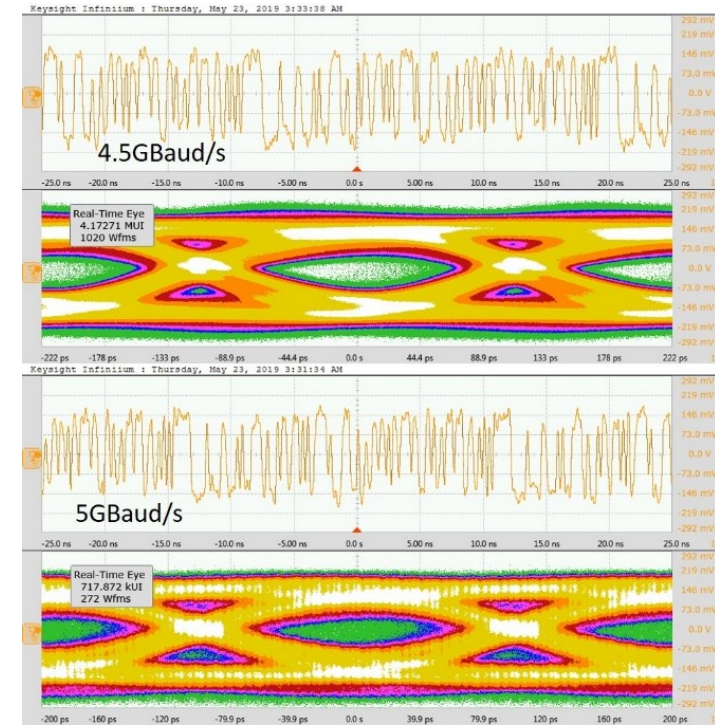 Keysight Infiniium : Thursday, May 23, 2019 3:33:38 AM
292 mV
219 mV
146 mV
73.0 mV
0.0 V
-73.0 mV
-146 mV
-219 mV
-292 mV
4.5GBaud/s
-25.0 ns -20.0 ns -15.0 ns -10.0 ns -5.00 ns 0.0 s 5.00 ns 10.0 ns 15.0 ns 20.0 ns 25.0 ns
292 mV
219 mV
146 mV
73.0 mV
0.0 V
-73.0 mV
-146 mV
-219 mV
-292 mV
Real-Time Eye
4.17271 MUI
1020 Wfms
-222 ps -178 ps -133 ps -88.9 ps -44.4 ps 0.0 s 44.4 ps 88.9 ps 133 ps 178 ps 222 ps
Keysight Infiniium : Thursday, May 23, 2019 3:31:34 AM
292 mV
219 mV
146 mV
73.0 mV
0.0 V
-73.0 mV
-146 mV
-219 mV
-292 mV
5GBaud/s
-25.0 ns -20.0 ns -15.0 ns -10.0 ns -5.00 ns 0.0 s 5.00 ns 10.0 ns 15.0 ns 20.0 ns 25.0 ns
292 mV
219 mV
146 mV
73.0 mV
0.0 V
-73.0 mV
-146 mV
-219 mV
-292 mV
Real-Time Eye
717.872 kUI
272 Wfms
-200 ps -160 ps -120 ps -79.9 ps -39.9 ps 0.0 s 39.9 ps 80.0 ps 120 ps 160 ps 200 ps